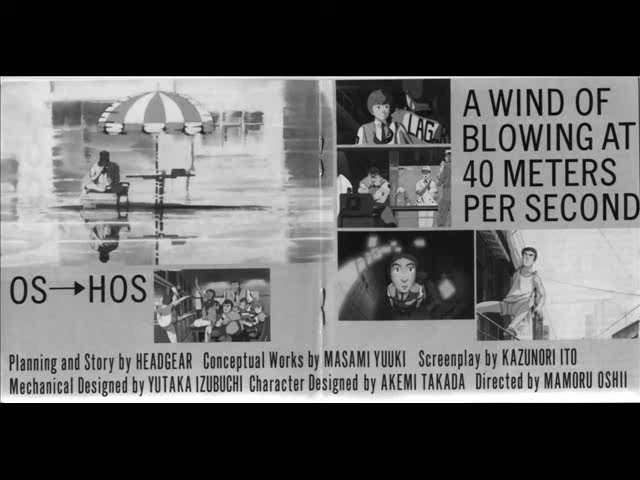 LAG
A WIND OF
BLOWING AT
40 METERS
PER SECOND
OS→HOS
Planning and Story by HEADGEAR Conceptual Works by MASAMI YUUKI Screenplay by KAZUNORI ITO
Mechanical Designed by YUTAKA IZUBUCHI Character Designed by AKEMI TAKADA Directed by MAMORU OSHII